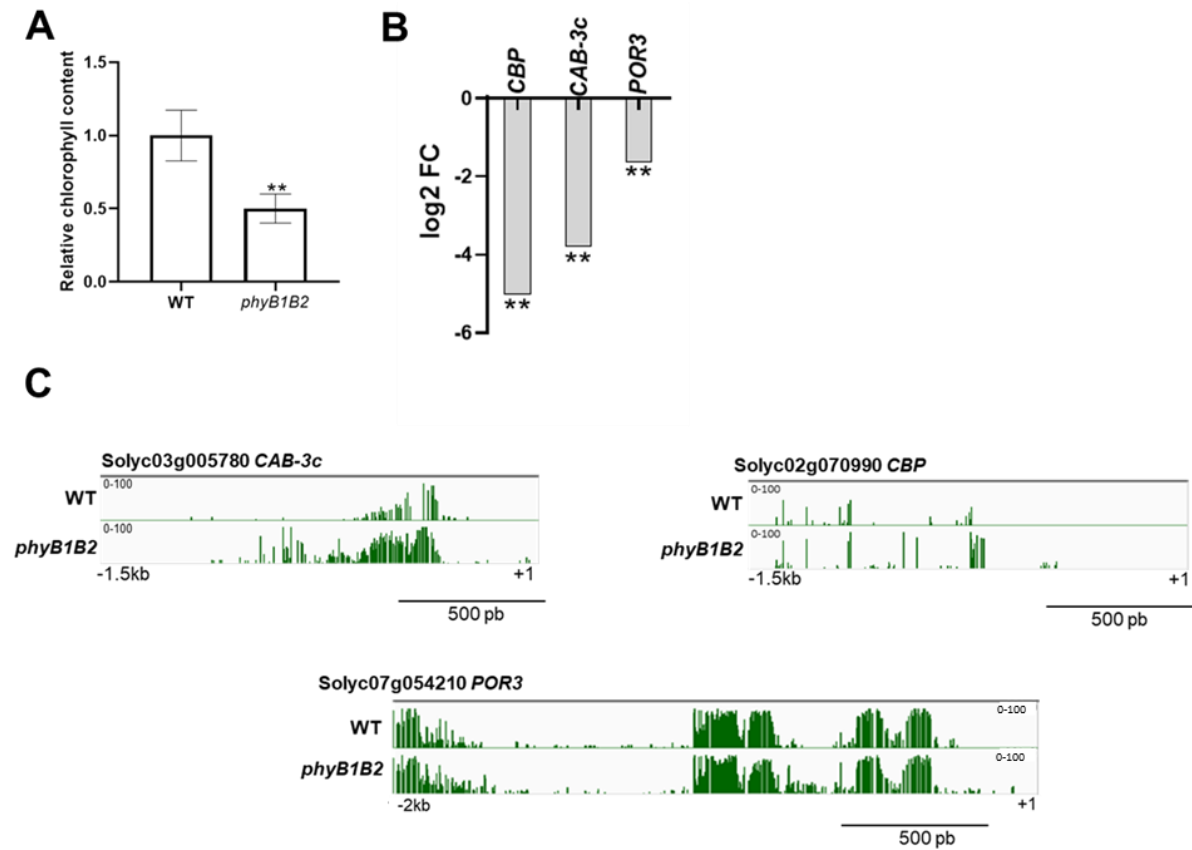 A
Relative chlorophyll content
1.5
1.0
0.5
0.0
**
WT
phyB1B2
B
CBP
CAB-3c
POR3
log2 FC
0
-2
-4
-6
**
**
**
C
Solyc03g005780 CAB-3c
WT
0-100
phyB1B2
0-100
-1.5kb
+1
500 pb
Solyc02g070990 CBP
WT
0-100
phyB1B2
0-100
-1.5kb
+1
500 pb
Solyc07g054210 POR3
WT
0-100
phyB1B2
0-100
-2kb
+1
500 pb